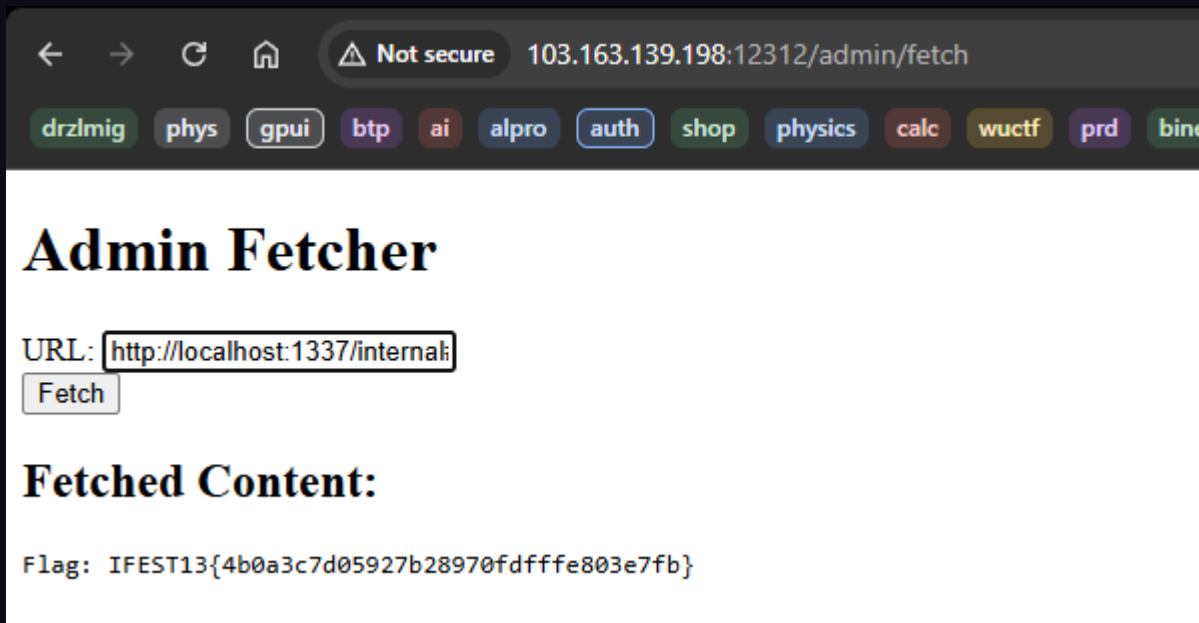 Not secure 103.163.139.198:12312/admin/fetch
drzlmig phys gpui btp ai alpro auth shop physics calc wuctf prd
Admin Fetcher
URL: http://localhost:1337/internal
Fetch
Fetched Content:
Flag: IFEST13{4b0a3c7d05927b28970fdfffe803e7fb}